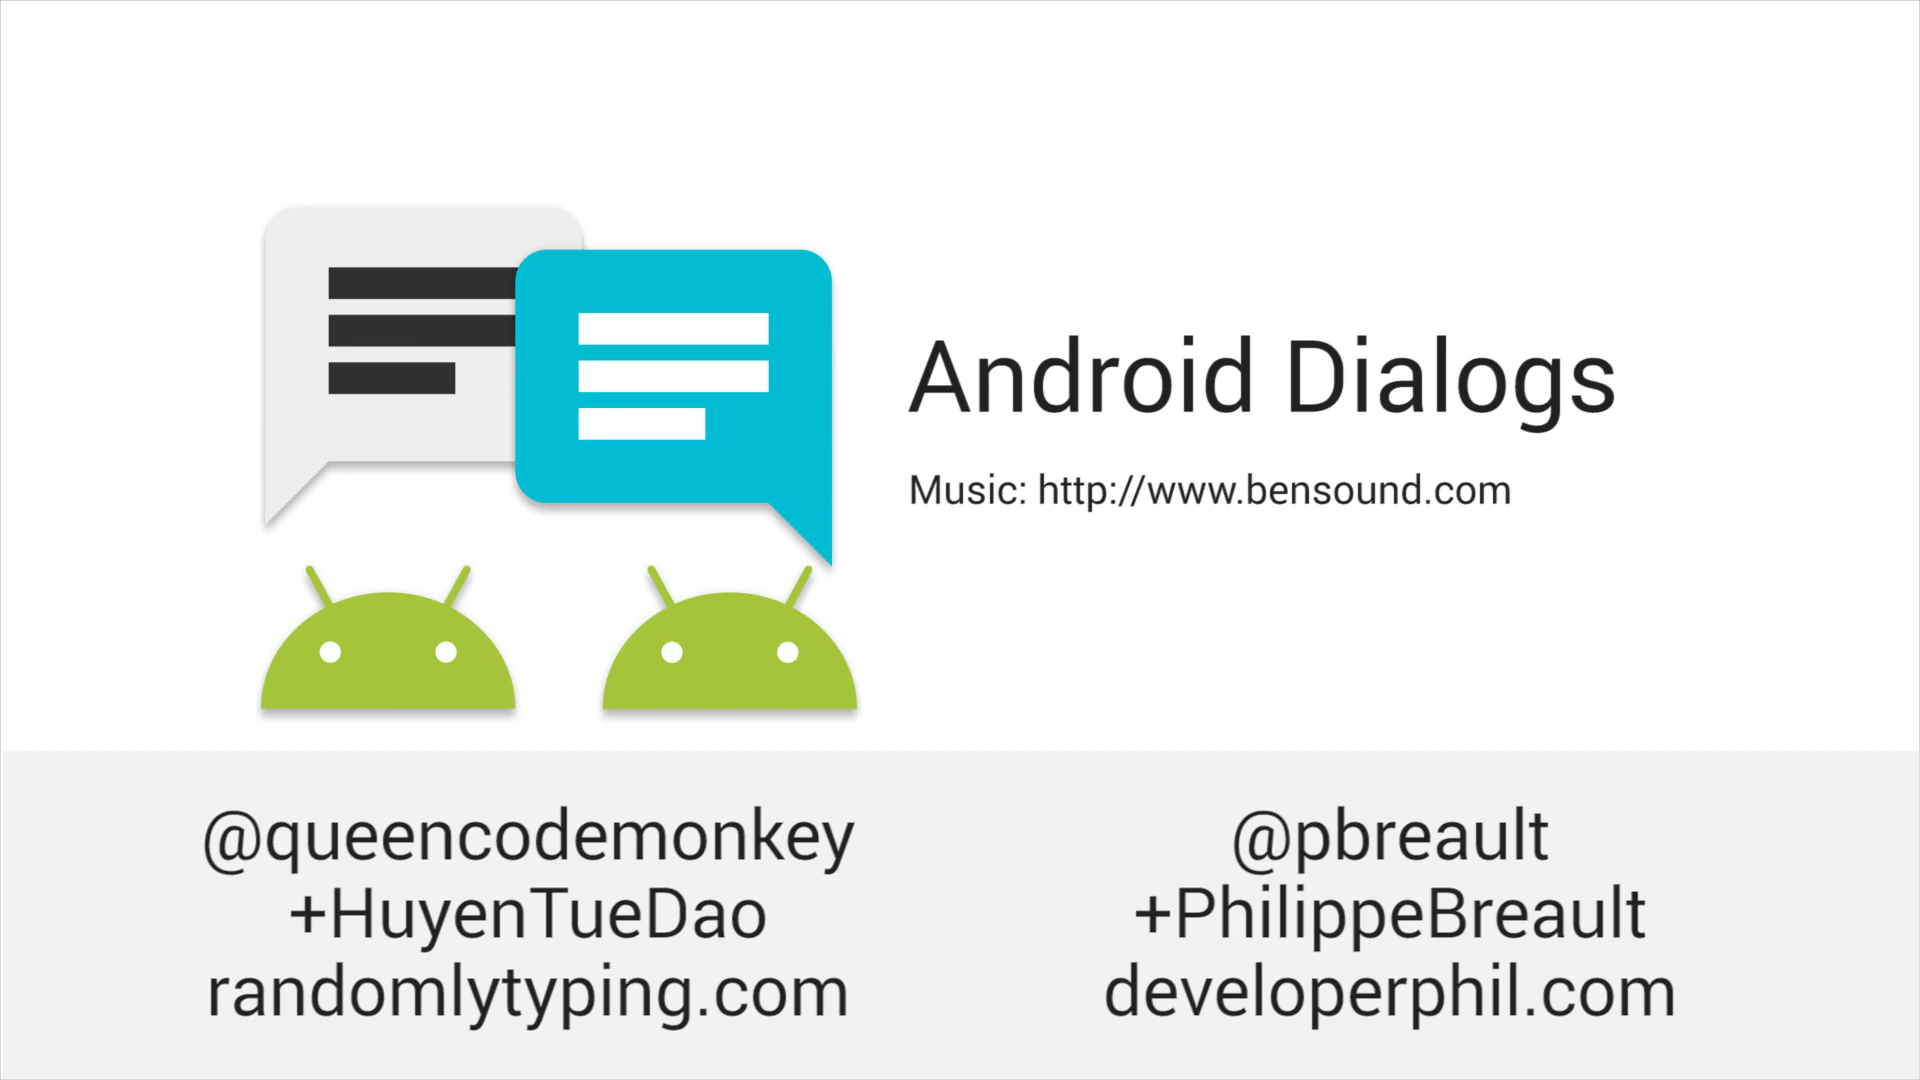 Android Dialogs
Music: http://www.bensound.com
@queencodemonkey
+HuyenTueDao
randomlytyping.com
@pbreault
+PhilippeBreault
developerphil.com